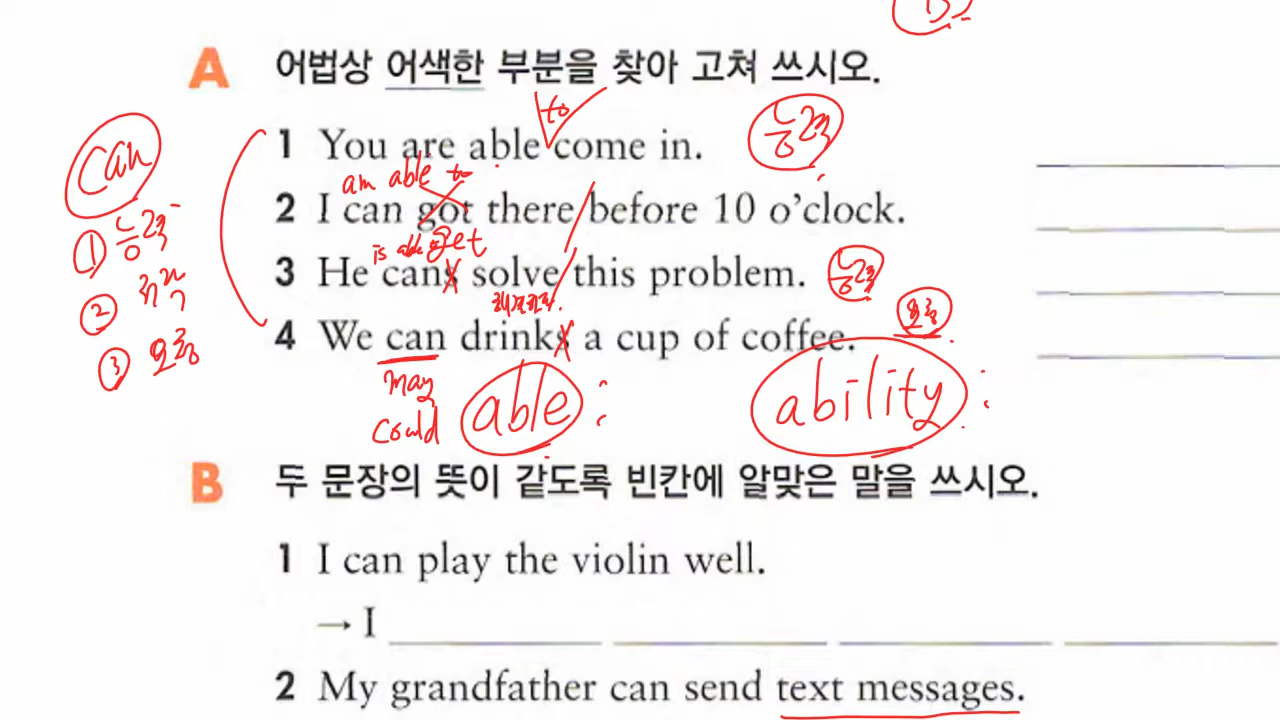 A 어법상 어색한 부분을 찾아 고쳐 쓰시오.
to
1 You are able come in.
능력
can
① 능력
② 허락
③ 요청
am able to
2 I can got there before 10 o'clock.
is able get
3 He cans solve this problem.
능력
요청
4 We can drinks a cup of coffee.
may
could
able
ability
B 두 문장의 뜻이 같도록 빈칸에 알맞은 말을 쓰시오.
1 I can play the violin well.
→ I
2 My grandfather can send text messages.